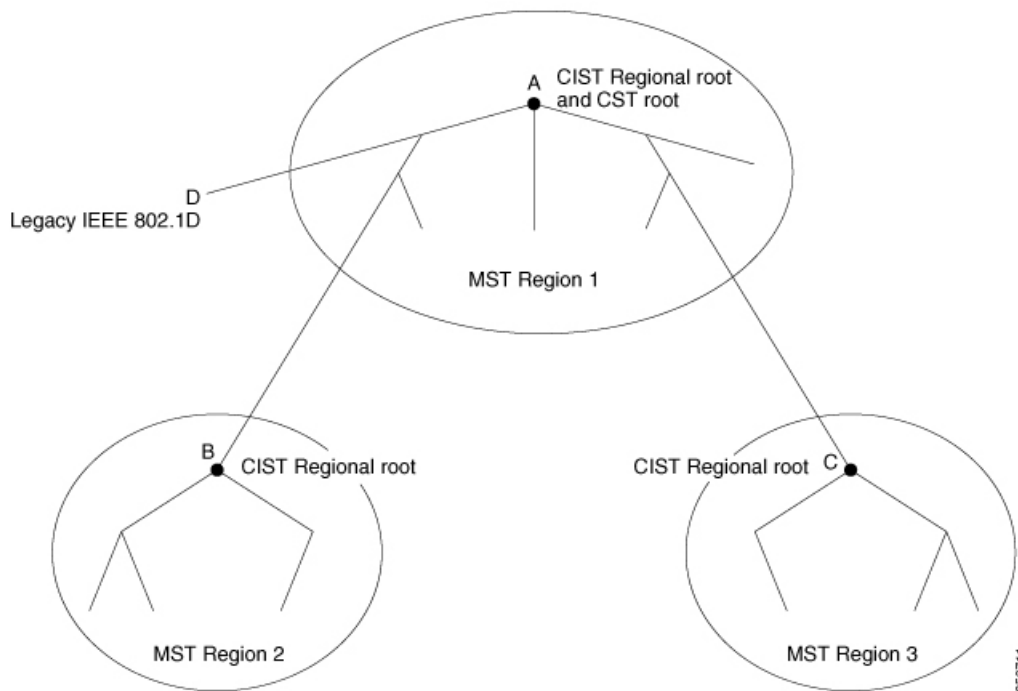 A
CIST Regional root
and CST root
D
Legacy IEEE 802.1D
MST Region 1
B
CIST Regional root
CIST Regional root
C
MST Region 2
MST Region 3